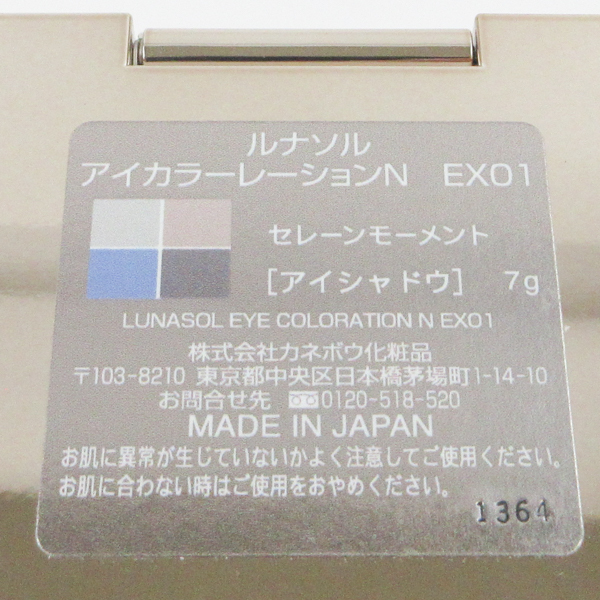 ルナソル
アイカラーレーションN EX01
セレーンモーメント
[アイシャドウ] 7g
LUNASOL EYE COLORATION N EX01
株式会社カネボウ化粧品
〒103-8210 東京都中央区日本橋茅場町1-14-10
お問合せ先 0120-518-520
MADE IN JAPAN
お肌に異常が生じていないかよく注意してご使用ください。
お肌に合わない時はご使用をおやめください。
1364